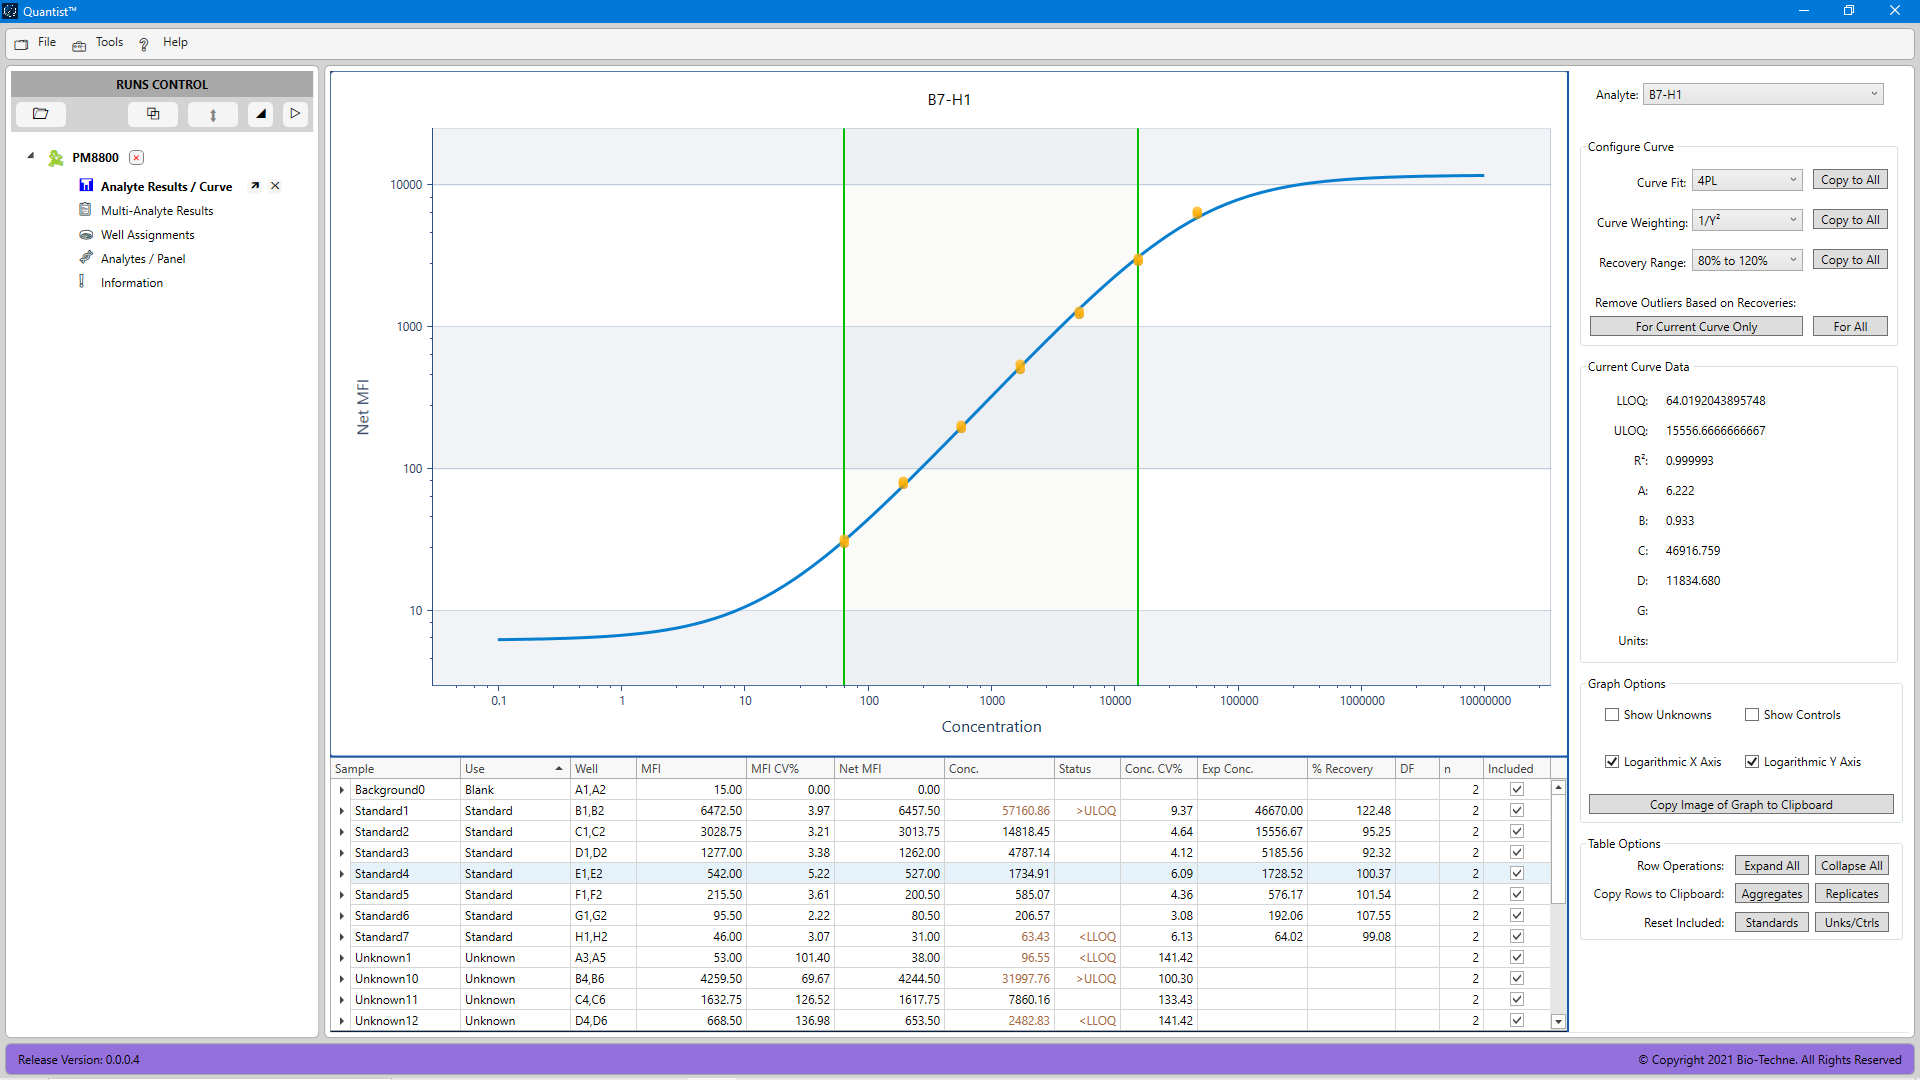 Quantist™
File Tools Help
RUNS CONTROL
PM8800
Analyte Results / Curve
Multi-Analyte Results
Well Assignments
Analytes / Panel
Information
B7-H1
10000
1000
100
10
Net MFI
0.1 1 10 100 1000 10000 100000 1000000 10000000
Concentration
Sample Use Well MFI MFI CV% Net MFI Conc. Status Conc. CV% Exp Conc. % Recovery DF n Included
Background0 Blank A1,A2 15.00 0.00 0.00 2
Standard1 Standard B1,B2 6472.50 3.97 6457.50 57160.86 >ULOQ 9.37 46670.00 122.48 2
Standard2 Standard C1,C2 3028.75 3.21 3013.75 14818.45 4.64 15556.67 95.25 2
Standard3 Standard D1,D2 1277.00 3.38 1262.00 4787.14 4.12 5185.56 92.32 2
Standard4 Standard E1,E2 542.00 5.22 527.00 1734.91 6.09 1728.52 100.37 2
Standard5 Standard F1,F2 215.50 3.61 200.50 585.07 4.36 576.17 101.54 2
Standard6 Standard G1,G2 95.50 2.22 80.50 206.57 3.08 192.06 107.55 2
Standard7 Standard H1,H2 46.00 3.07 31.00 63.43 <LLOQ 6.13 64.02 99.08 2
Unknown1 Unknown A3,A5 53.00 101.40 38.00 96.55 <LLOQ 141.42 2
Unknown10 Unknown B4,B6 4259.50 69.67 4244.50 31997.76 >ULOQ 100.30 2
Unknown11 Unknown C4,C6 1632.75 126.52 1617.75 7860.16 133.43 2
Unknown12 Unknown D4,D6 668.50 136.98 653.50 2482.83 <LLOQ 141.42 2
Analyte: B7-H1
Configure Curve
Curve Fit: 4PL Copy to All
Curve Weighting: 1/Y² Copy to All
Recovery Range: 80% to 120% Copy to All
Remove Outliers Based on Recoveries:
For Current Curve Only For All
Current Curve Data
LLOQ: 64.0192043895748
ULOQ: 15556.6666666667
R²: 0.999993
A: 6.222
B: 0.933
C: 46916.759
D: 11834.680
G:
Units:
Graph Options
Show Unknowns Show Controls
Logarithmic X Axis Logarithmic Y Axis
Copy Image of Graph to Clipboard
Table Options
Row Operations: Expand All Collapse All
Copy Rows to Clipboard: Aggregates Replicates
Reset Included: Standards Unks/Ctrls
Release Version: 0.0.0.4
© Copyright 2021 Bio-Techne. All Rights Reserved